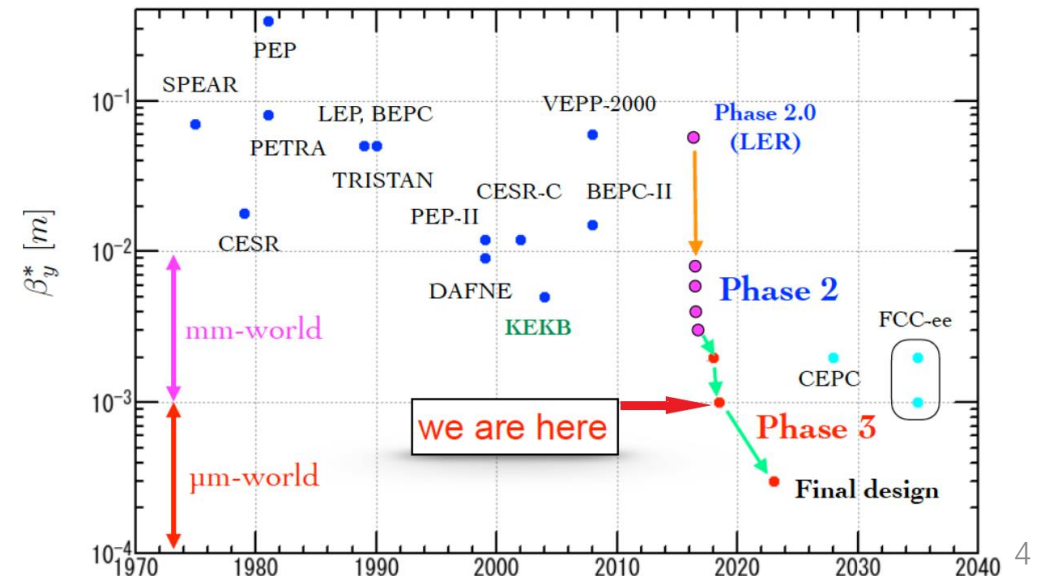 PEP
SPEAR
10⁻¹
LEP, BEPC
VEPP-2000
Phase 2.0
(LER)
PETRA
TRISTAN
CESR-C
BEPC-II
PEP-II
CESR
β*y [m]
10⁻²
DAFNE
Phase 2
KEKB
mm-world
FCC-ee
CEPC
10⁻³
we are here
Phase 3
μm-world
Final design
10⁻⁴
1970 1980 1990 2000 2010 2020 2030 2040
4